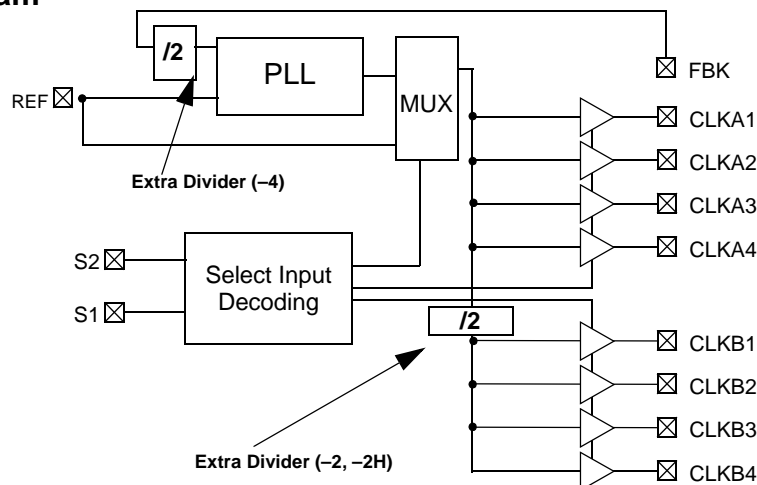 /2
PLL
MUX
REF
FBK
CLKA1
CLKA2
CLKA3
CLKA4
Extra Divider (–4)
S2
S1
Select Input
Decoding
/2
CLKB1
CLKB2
CLKB3
CLKB4
Extra Divider (–2, –2H)